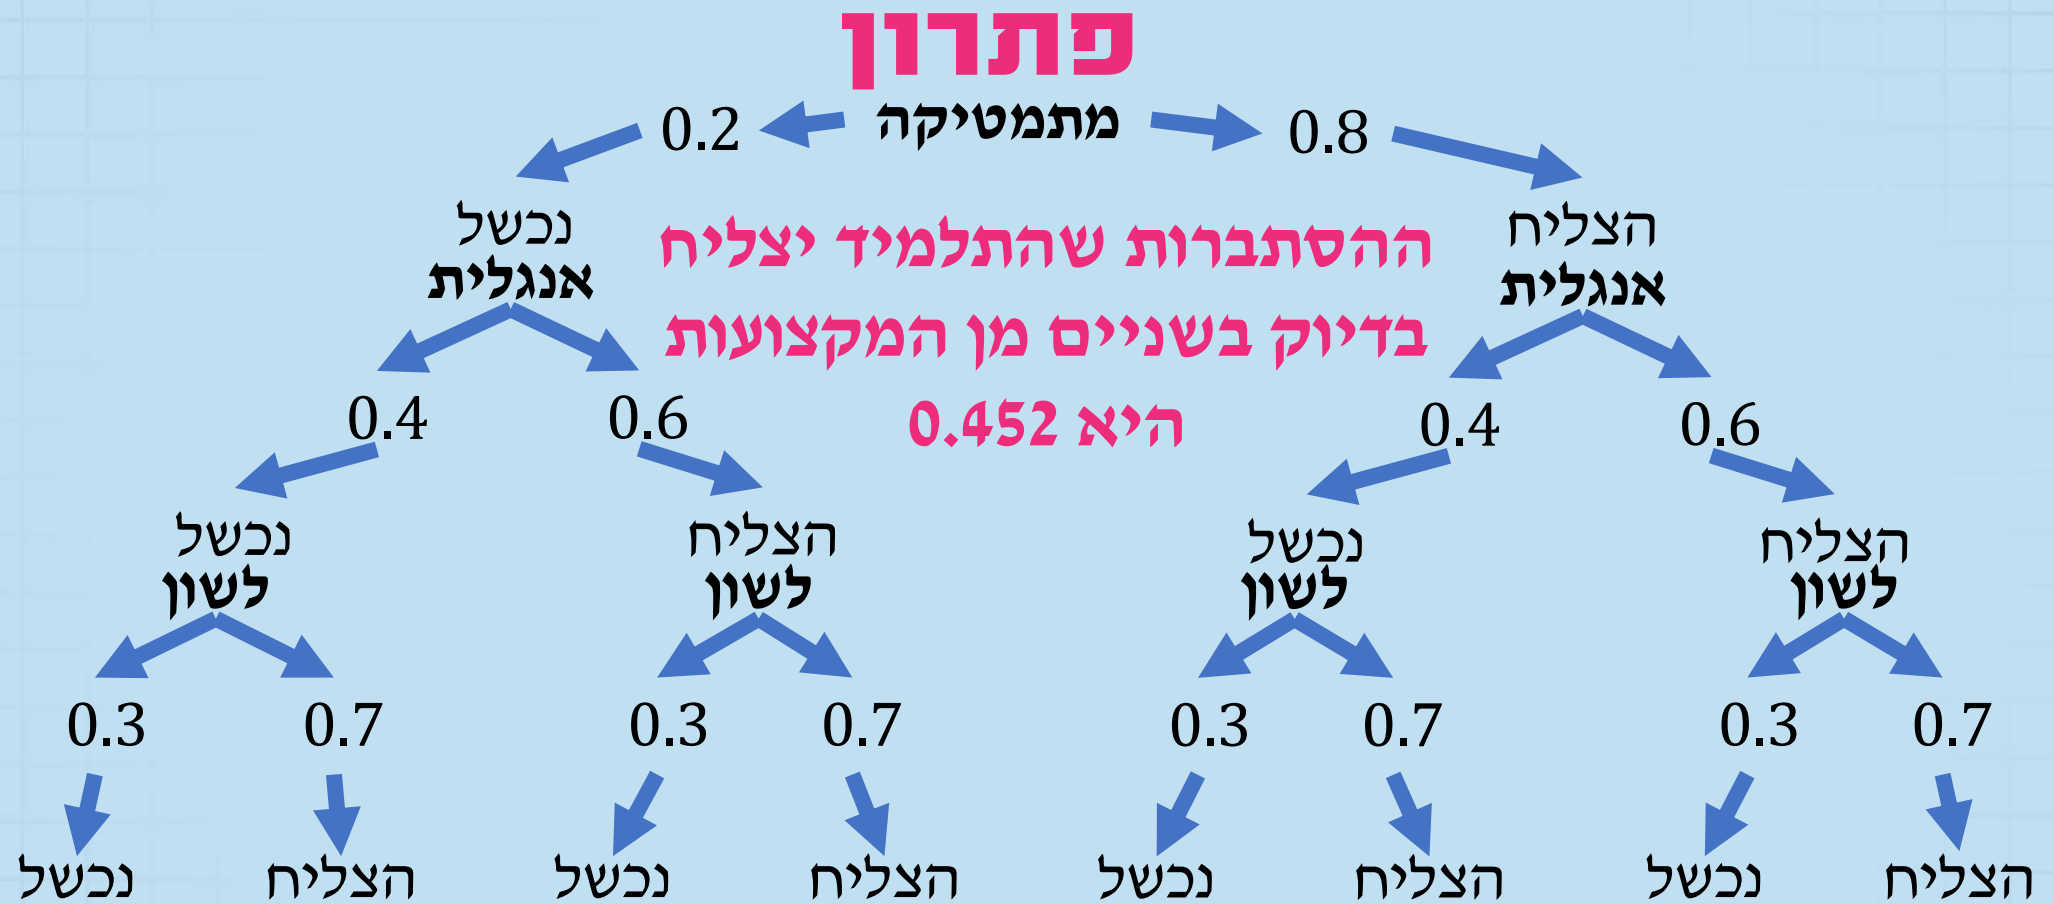 פתרון
מתמטיקה
0.8
0.2
הצליח
אנגלית
נכשל
אנגלית
ההסתברות שהתלמיד יצליח
בדיוק בשניים מן המקצועות
היא 0.452
0.6
0.4
0.6
0.4
הצליח
לשון
נכשל
לשון
הצליח
לשון
נכשל
לשון
0.7
0.3
0.7
0.3
0.7
0.3
0.7
0.3
הצליח
נכשל
הצליח
נכשל
הצליח
נכשל
הצליח
נכשל